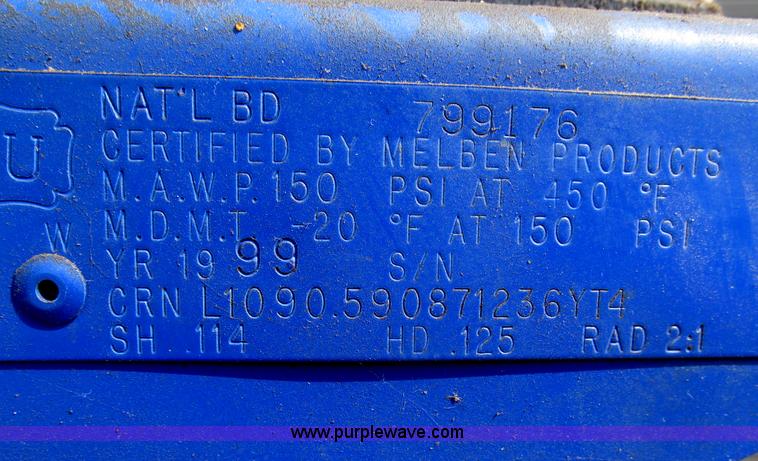 NAT'L BD 799176
U
CERTIFIED BY MELBEN PRODUCTS
M.A.W.P. 150 PSI AT 450 °F
M.D.M.T. -20 °F AT 150 PSI
W
YR 1999 S/N
CRN L1090.590871236YT4
SH .114 HD .125 RAD 2:1
www.purplewave.com